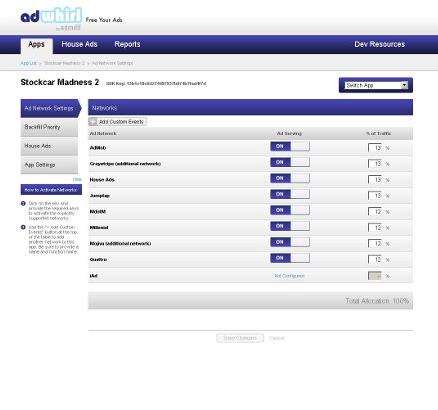 adwhirl
by admob
Free Your Ads
Apps House Ads Reports Dev Resources
App List > Stockcar Madness 2 > Ad Network Settings
Stockcar Madness 2 SDK Key:
Switch App
Ad Network Settings
Backfill Priority
House Ads
App Settings
Hide
How to Activate Networks
1 Click on the key and
provide the required keys
to activate the explicitly
supported networks.
2 Use the "+ Add Custom
Events" button at the top
of the table to add
another network to this
app. Be sure to provide a
name and function name.
Networks
+ Add Custom Events
Ad Network Ad Serving % of Traffic
AdMob ON 13 %
Greystripe (additional network) ON 13 %
House Ads ON 13 %
Jumptap ON 13 %
MdotM ON 12 %
Millennial ON 12 %
Mojiva (additional network) ON 12 %
Quattro ON 12 %
iAd Not Configured %
Total Allocation: 100%
Save Changes Cancel